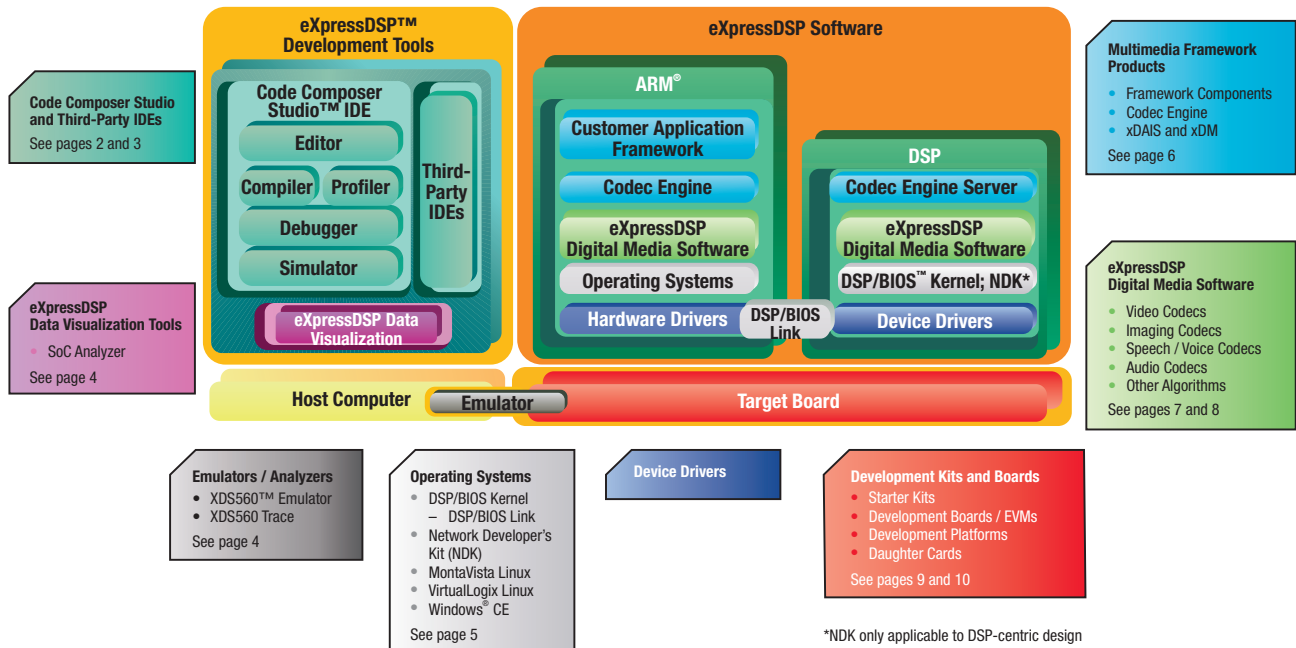 eXpressDSP™
Development Tools
eXpressDSP Software
Code Composer Studio
and Third-Party IDEs
See pages 2 and 3
Code Composer
Studio™ IDE
Editor
Compiler
Profiler
Debugger
Simulator
Third-
Party
IDEs
eXpressDSP Data
Visualization
ARM®
Customer Application
Framework
Codec Engine
eXpressDSP
Digital Media Software
Operating Systems
Hardware Drivers
DSP/BIOS
Link
DSP
Codec Engine Server
eXpressDSP
Digital Media Software
DSP/BIOS™ Kernel; NDK*
Device Drivers
Multimedia Framework
Products
• Framework Components
• Codec Engine
• xDAIS and xDM
See page 6
eXpressDSP
Data Visualization Tools
• SoC Analyzer
See page 4
eXpressDSP
Digital Media Software
• Video Codecs
• Imaging Codecs
• Speech / Voice Codecs
• Audio Codecs
• Other Algorithms
See pages 7 and 8
Host Computer
Emulator
Target Board
Emulators / Analyzers
• XDS560™ Emulator
• XDS560 Trace
See page 4
Operating Systems
• DSP/BIOS Kernel
– DSP/BIOS Link
• Network Developer's
Kit (NDK)
• MontaVista Linux
• VirtualLogix Linux
• Windows® CE
See page 5
Device Drivers
Development Kits and Boards
• Starter Kits
• Development Boards / EVMs
• Development Platforms
• Daughter Cards
See pages 9 and 10
*NDK only applicable to DSP-centric design